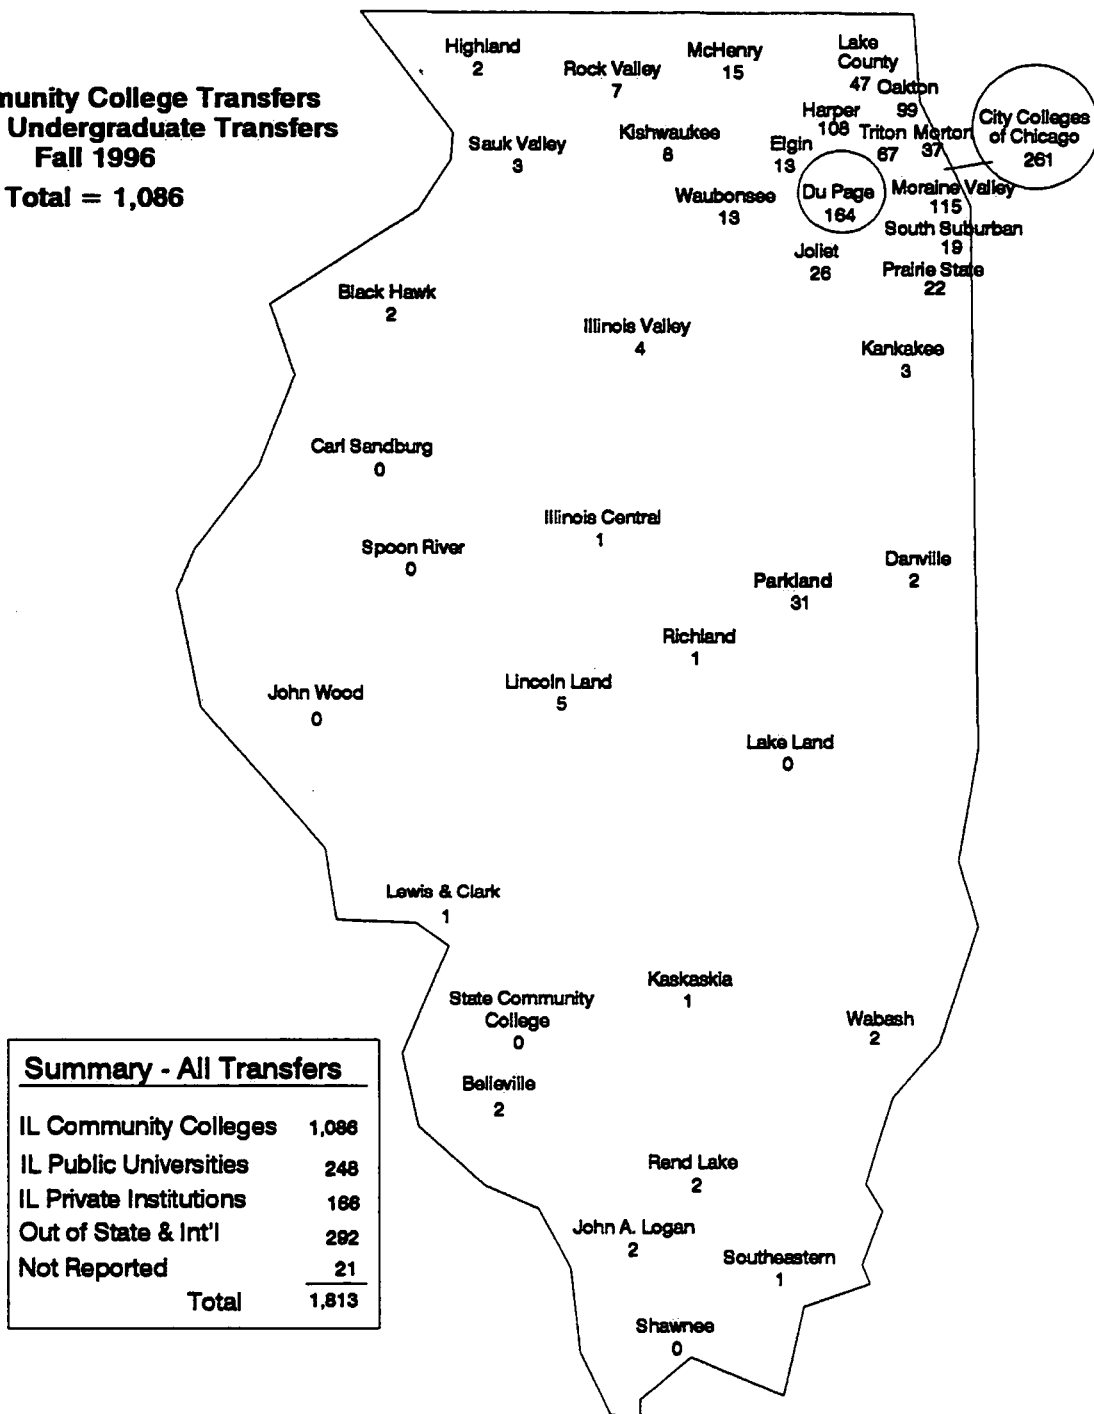 munity College Transfers
Undergraduate Transfers
Fall 1996
Total = 1,086
Highland
2
Rock Valley
7
McHenry
15
Lake
County
47
Oakton
99
Harper
108
Triton
67
Morton
37
City Colleges
of Chicago
261
Sauk Valley
3
Kishwaukee
8
Elgin
13
Waubonsee
13
Du Page
164
Moraine Valley
115
South Suburban
19
Joliet
26
Prairie State
22
Black Hawk
2
Illinois Valley
4
Kankakee
3
Carl Sandburg
0
Illinois Central
1
Spoon River
0
Danville
2
Parkland
31
Richland
1
Lincoln Land
5
John Wood
0
Lake Land
0
Lewis & Clark
1
Kaskaskia
1
State Community
College
0
Wabash
2
Belleville
2
Rend Lake
2
John A. Logan
2
Southeastern
1
Shawnee
0
Summary - All Transfers
IL Community Colleges 1,086
IL Public Universities 248
IL Private Institutions 166
Out of State & Int'l 292
Not Reported 21
Total 1,813